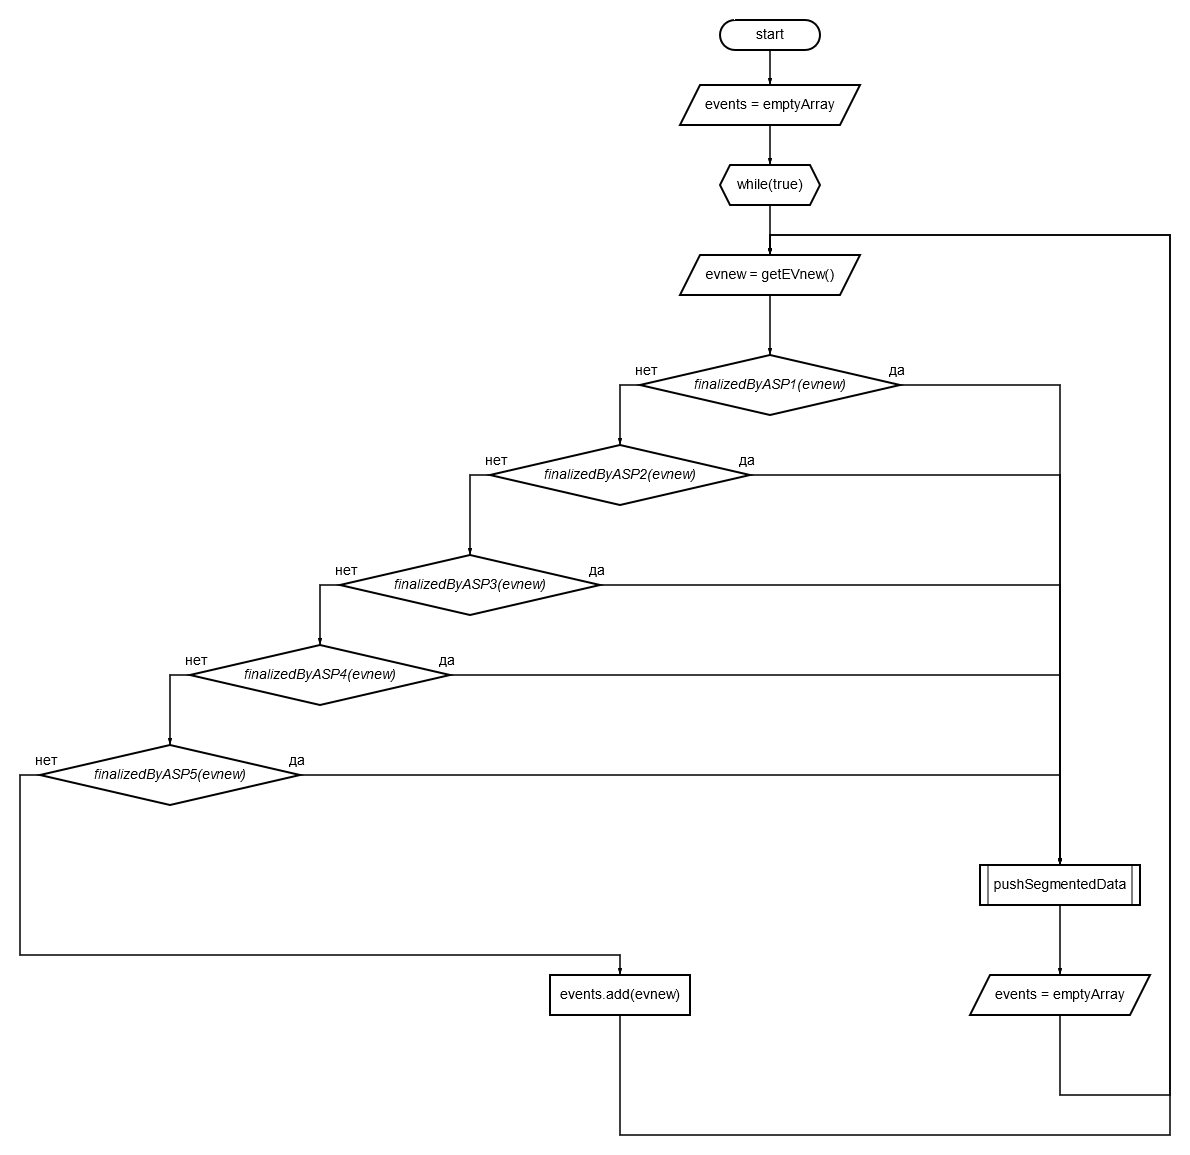 start
events = emptyArray
while(true)
evnew = getEVnew()
нет
да
finalizedByASP1(evnew)
нет
да
finalizedByASP2(evnew)
нет
да
finalizedByASP3(evnew)
нет
да
finalizedByASP4(evnew)
нет
да
finalizedByASP5(evnew)
pushSegmentedData
events.add(evnew)
events = emptyArray